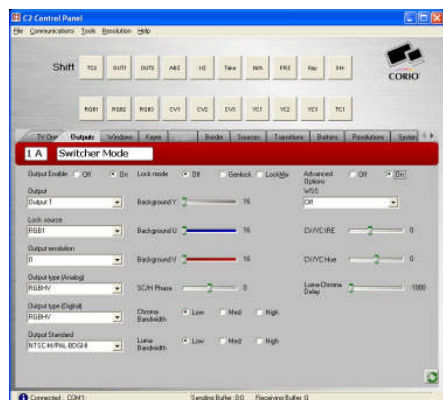 C2 Control Panel
File Communications Tools Resolution Help
Shift TC2 OUT1 OUT2 Take N/A FRZ Key
CORIO
RGB1 RGB2 RGB3 CV1 CV2 CV3 YC1 YC2 YC3 TC1
Outputs Windows Keyer Border Sources Transitions Buttons Resolutions System
1 A Switcher Mode
Output Enable Off On Lock mode Off Genlock LockMix Advanced Options Off On
Output
Output 1
Background Y 16
WSS
Off
Lock source
RGB1
Background U 16
CV/YC IRE 0
Output resolution
0
Background V 16
CV/YC Hue 0
Output type (Analog)
RGBHV
SC/H Phase 0
Luma-Chroma Delay -1000
Output type (Digital)
RGBHV
Chroma Bandwidth Low Med High
Output Standard
NTSC-M/PAL-BDGHI
Luma Bandwidth Low Med High
Connected : COM1 Sending Buffer :0.0 Receiving Buffer :0